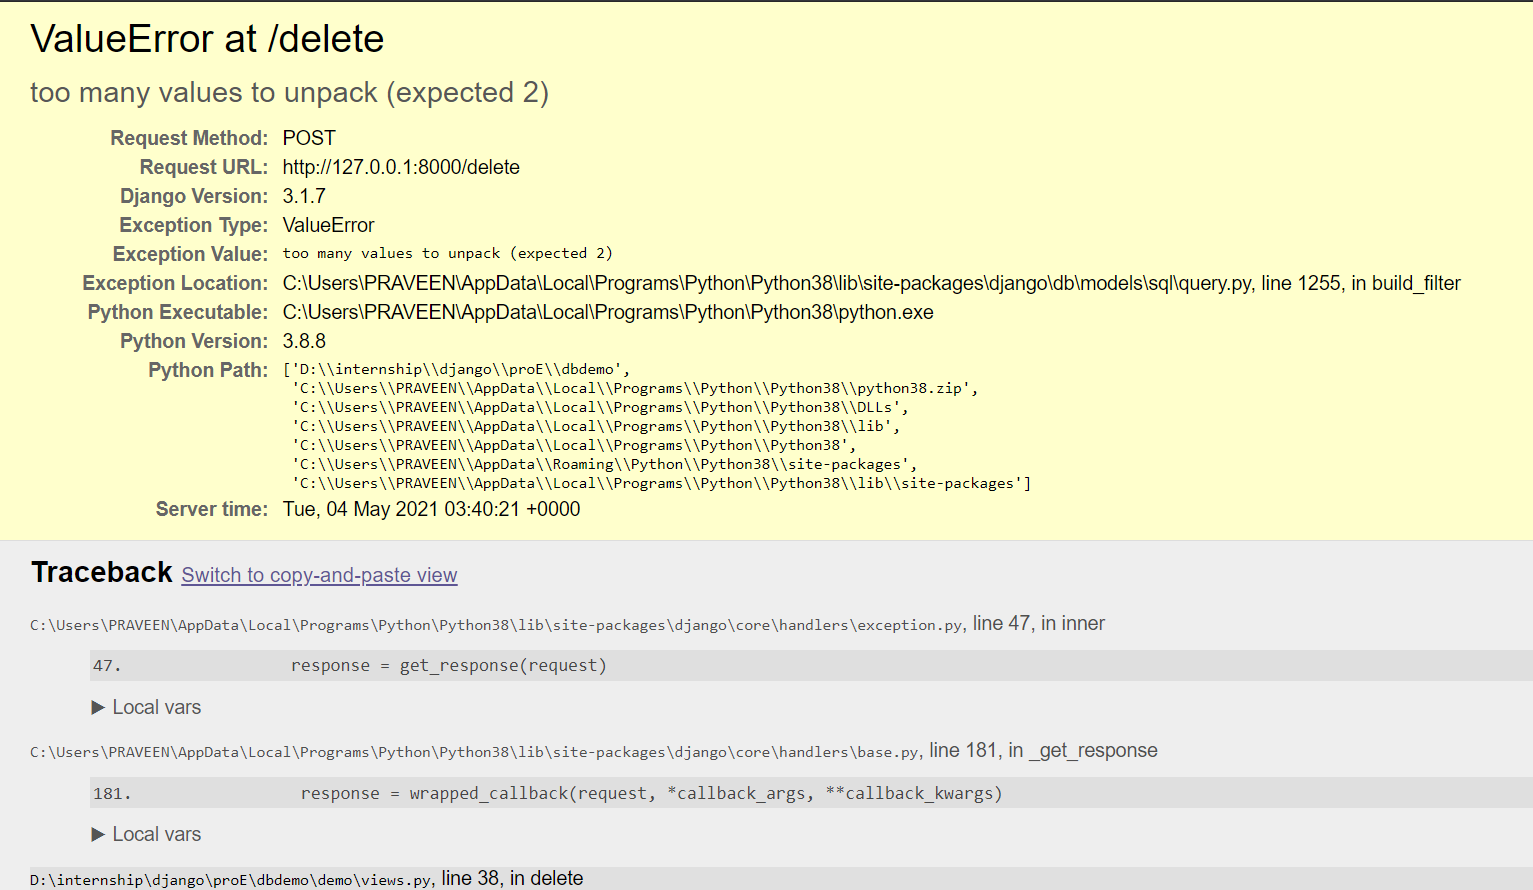 ValueError at /delete
too many values to unpack (expected 2)
Request Method: POST
Request URL: http://127.0.0.1:8000/delete
Django Version: 3.1.7
Exception Type: ValueError
Exception Value: too many values to unpack (expected 2)
Exception Location: C:\Users\PRAVEEN\AppData\Local\Programs\Python\Python38\lib\site-packages\django\db\models\sql\query.py, line 1255, in build_filter
Python Executable: C:\Users\PRAVEEN\AppData\Local\Programs\Python\Python38\python.exe
Python Version: 3.8.8
Python Path: ['D:\\internship\\django\\proE\\dbdemo',
'C:\\Users\\PRAVEEN\\AppData\\Local\\Programs\\Python\\Python38\\python38.zip',
'C:\\Users\\PRAVEEN\\AppData\\Local\\Programs\\Python\\Python38\\DLLs',
'C:\\Users\\PRAVEEN\\AppData\\Local\\Programs\\Python\\Python38\\lib',
'C:\\Users\\PRAVEEN\\AppData\\Local\\Programs\\Python\\Python38',
'C:\\Users\\PRAVEEN\\AppData\\Roaming\\Python\\Python38\\site-packages',
'C:\\Users\\PRAVEEN\\AppData\\Local\\Programs\\Python\\Python38\\lib\\site-packages']
Server time: Tue, 04 May 2021 03:40:21 +0000
Traceback Switch to copy-and-paste view
C:\Users\PRAVEEN\AppData\Local\Programs\Python\Python38\lib\site-packages\django\core\handlers\exception.py, line 47, in inner
47. response = get_response(request)
▶ Local vars
C:\Users\PRAVEEN\AppData\Local\Programs\Python\Python38\lib\site-packages\django\core\handlers\base.py, line 181, in _get_response
181. response = wrapped_callback(request, *callback_args, **callback_kwargs)
▶ Local vars
D:\internship\django\proE\dbdemo\demo\views.py, line 38, in delete